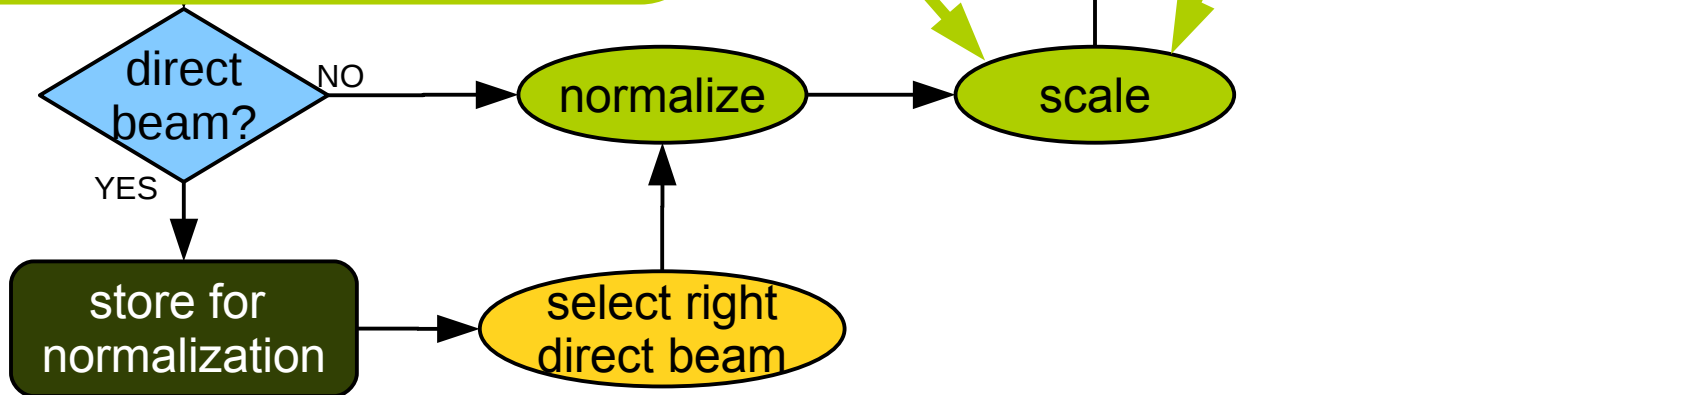 direct
beam?
NO
normalize
scale
YES
store for
normalization
select right
direct beam